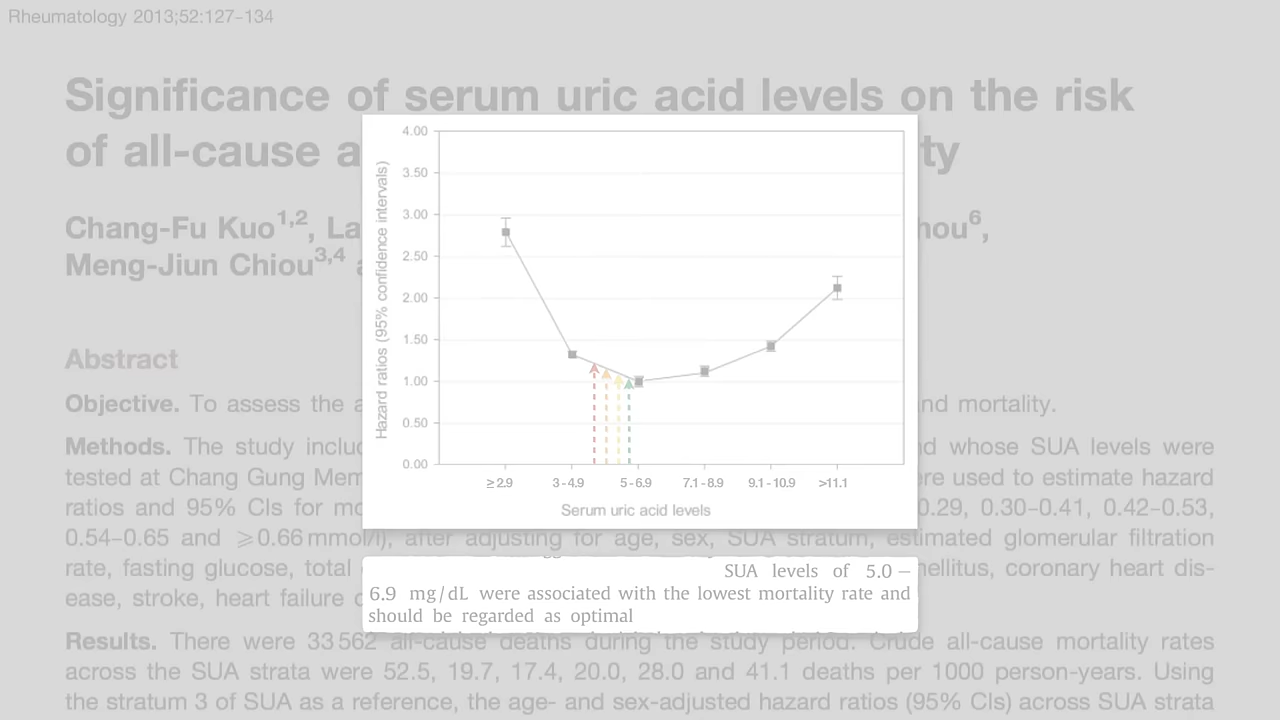 Rheumatology 2013;52:127–134
Significance of serum uric acid levels on the risk
of all-cause a ty
Chang-Fu Kuo1,2, La hou6,
Meng-Jiun Chiou3,4
Abstract
Objective. To assess the a nd mortality.
Methods. The study includ d whose SUA levels were
tested at Chang Gung Mem re used to estimate hazard
ratios and 95% CIs for mo 0.29, 0.30–0.41, 0.42–0.53,
0.54–0.65 and ⩾0.66 mmol/l), after adjusting for age, sex, SUA stratum, estimated glomerular filtration
rate, fasting glucose, total nellitus, coronary heart dis-
ease, stroke, heart failure
Results. There were 33 562 all-cause deaths during the study period. Crude all-cause mortality rates
across the SUA strata were 52.5, 19.7, 17.4, 20.0, 28.0 and 41.1 deaths per 1000 person-years. Using
the stratum 3 of SUA as a reference, the age- and sex-adjusted hazard ratios (95% CIs) across SUA strata
Hazard ratios (95% confidence intervals)
4.00
3.50
3.00
2.50
2.00
1.50
1.00
0.50
0.00
≥2.9 3-4.9 5-6.9 7.1-8.9 9.1-10.9 >11.1
Serum uric acid levels
SUA levels of 5.0 –
6.9 mg/dL were associated with the lowest mortality rate and
should be regarded as optimal